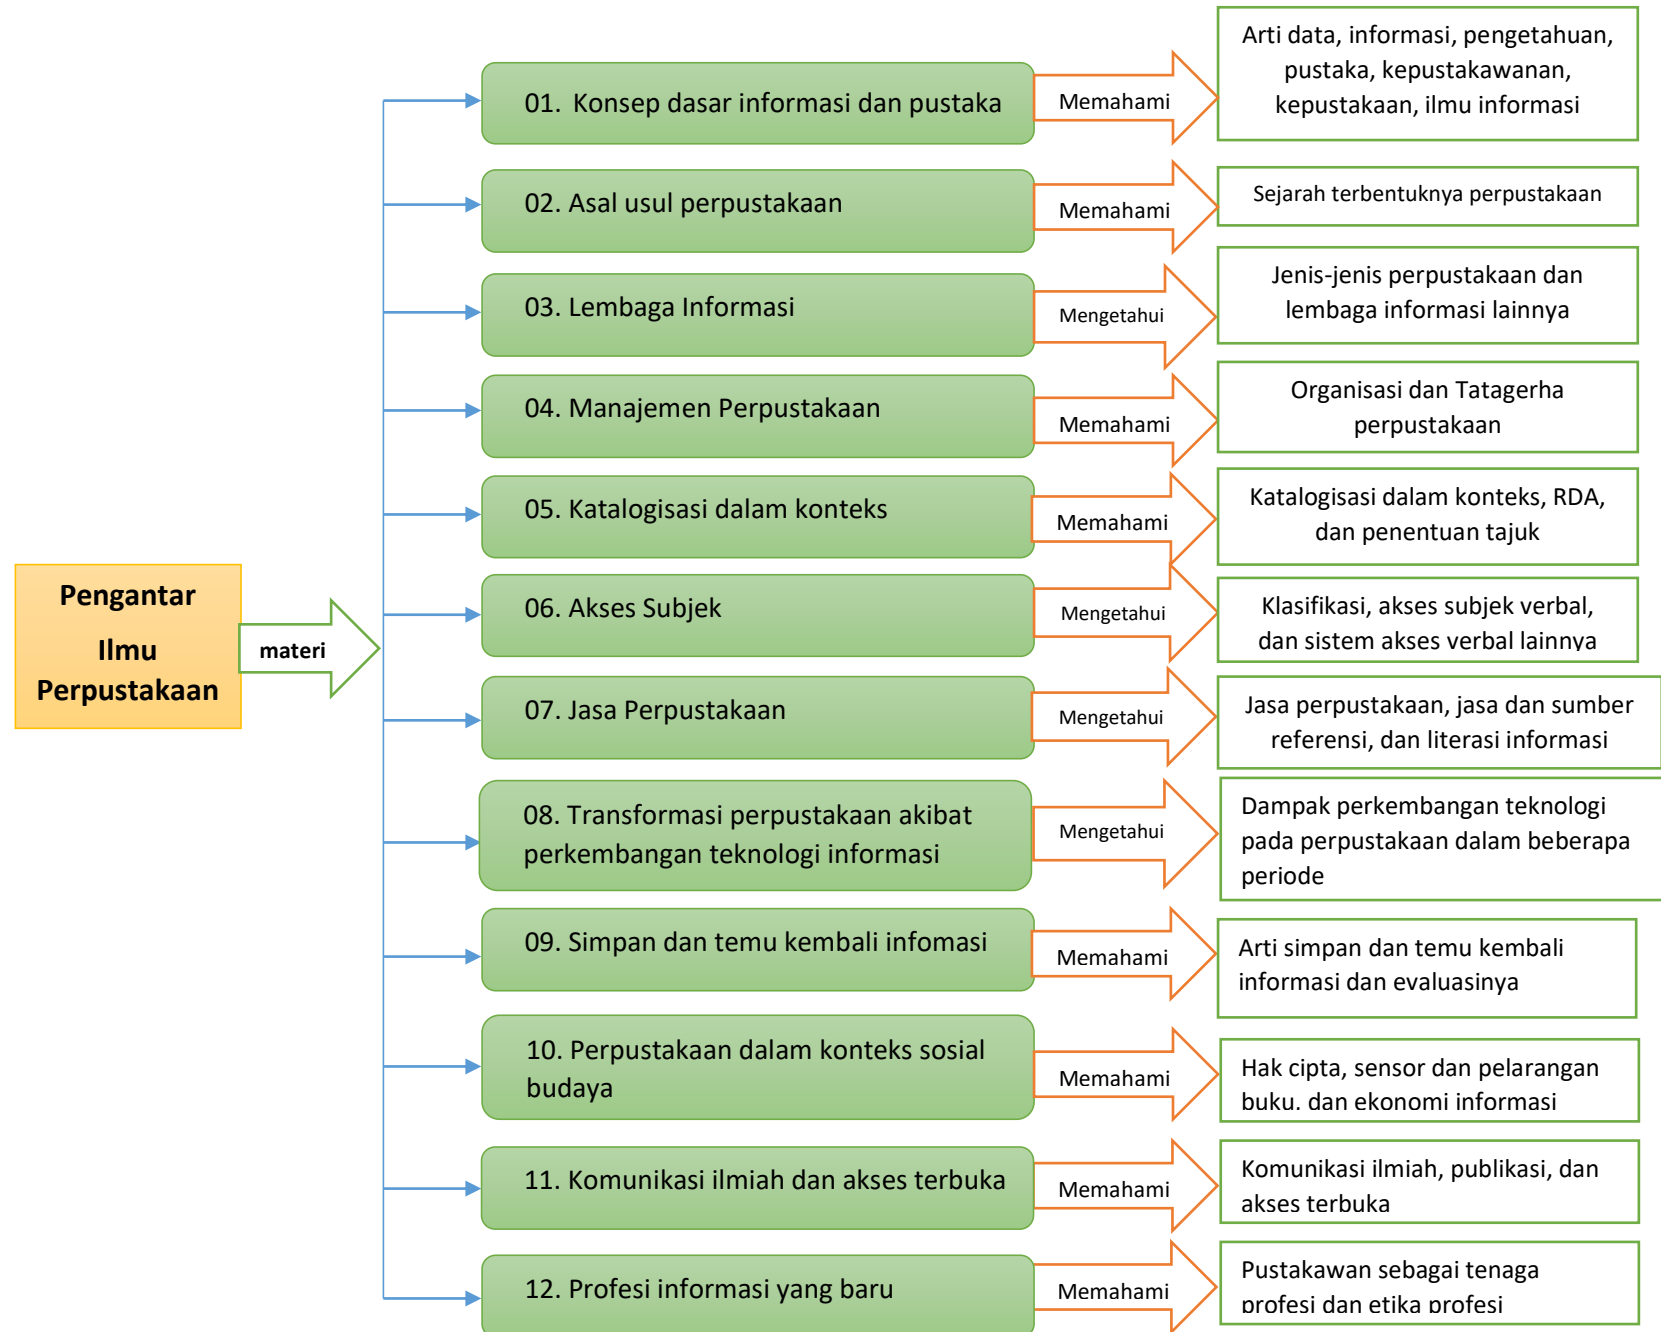 Pengantar
Ilmu
Perpustakaan
materi
01. Konsep dasar informasi dan pustaka
Memahami
Arti data, informasi, pengetahuan,
pustaka, kepustakawanan,
kepustakaan, ilmu informasi
02. Asal usul perpustakaan
Memahami
Sejarah terbentuknya perpustakaan
03. Lembaga Informasi
Mengetahui
Jenis-jenis perpustakaan dan
lembaga informasi lainnya
04. Manajemen Perpustakaan
Memahami
Organisasi dan Tatagerha
perpustakaan
05. Katalogisasi dalam konteks
Memahami
Katalogisasi dalam konteks, RDA,
dan penentuan tajuk
06. Akses Subjek
Mengetahui
Klasifikasi, akses subjek verbal,
dan sistem akses verbal lainnya
07. Jasa Perpustakaan
Mengetahui
Jasa perpustakaan, jasa dan sumber
referensi, dan literasi informasi
08. Transformasi perpustakaan akibat
perkembangan teknologi informasi
Mengetahui
Dampak perkembangan teknologi
pada perpustakaan dalam beberapa
periode
09. Simpan dan temu kembali infomasi
Memahami
Arti simpan dan temu kembali
informasi dan evaluasinya
10. Perpustakaan dalam konteks sosial
budaya
Memahami
Hak cipta, sensor dan pelarangan
buku, dan ekonomi informasi
11. Komunikasi ilmiah dan akses terbuka
Memahami
Komunikasi ilmiah, publikasi, dan
akses terbuka
12. Profesi informasi yang baru
Memahami
Pustakawan sebagai tenaga
profesi dan etika profesi